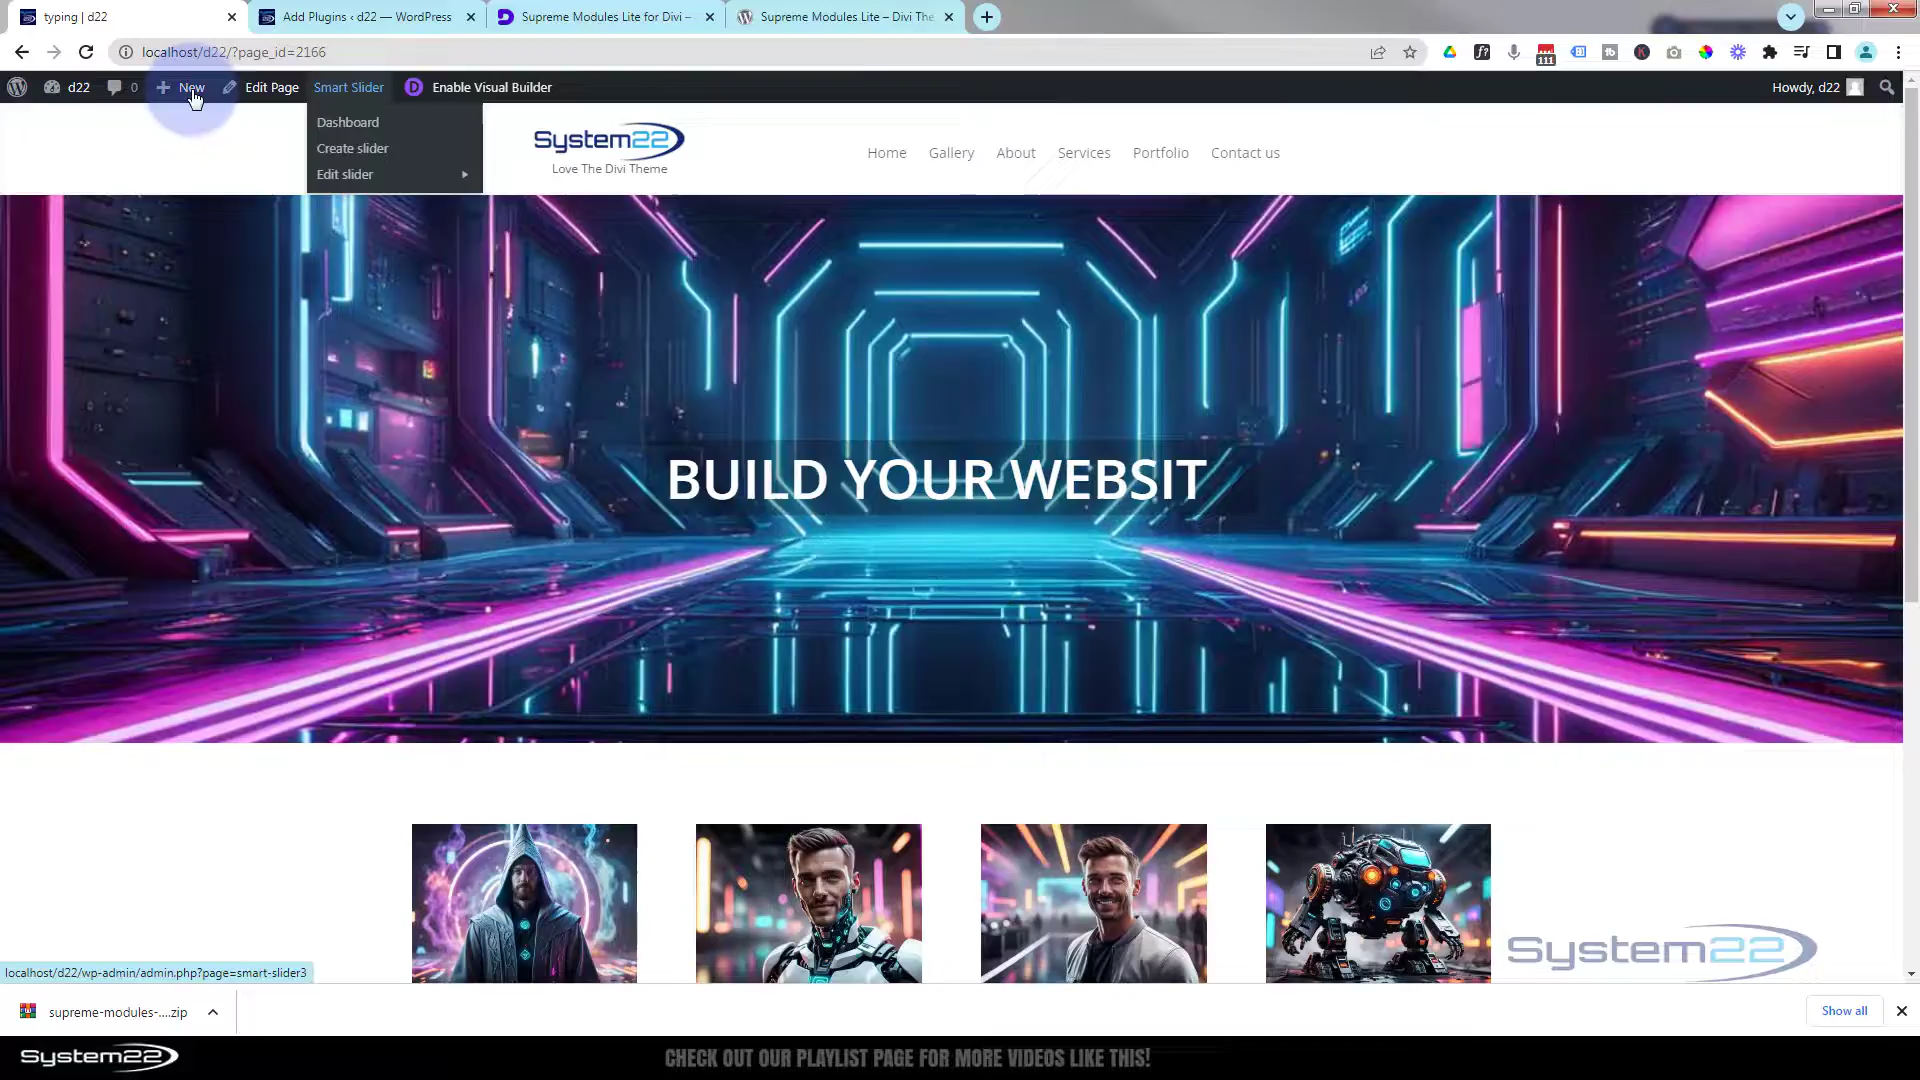 typing | d22
Add Plugins ‹ d22 — WordPress
Supreme Modules Lite for Divi –
Supreme Modules Lite – Divi The
localhost/d22/?page_id=2166
111
d22
0
New
Edit Page
Smart Slider
Enable Visual Builder
Howdy, d22
Dashboard
Create slider
Edit slider
System22
Love The Divi Theme
Home
Gallery
About
Services
Portfolio
Contact us
BUILD YOUR WEBSIT
System22
localhost/d22/wp-admin/admin.php?page=smart-slider3
supreme-modules-....zip
Show all
System22
CHECK OUT OUR PLAYLIST PAGE FOR MORE VIDEOS LIKE THIS!